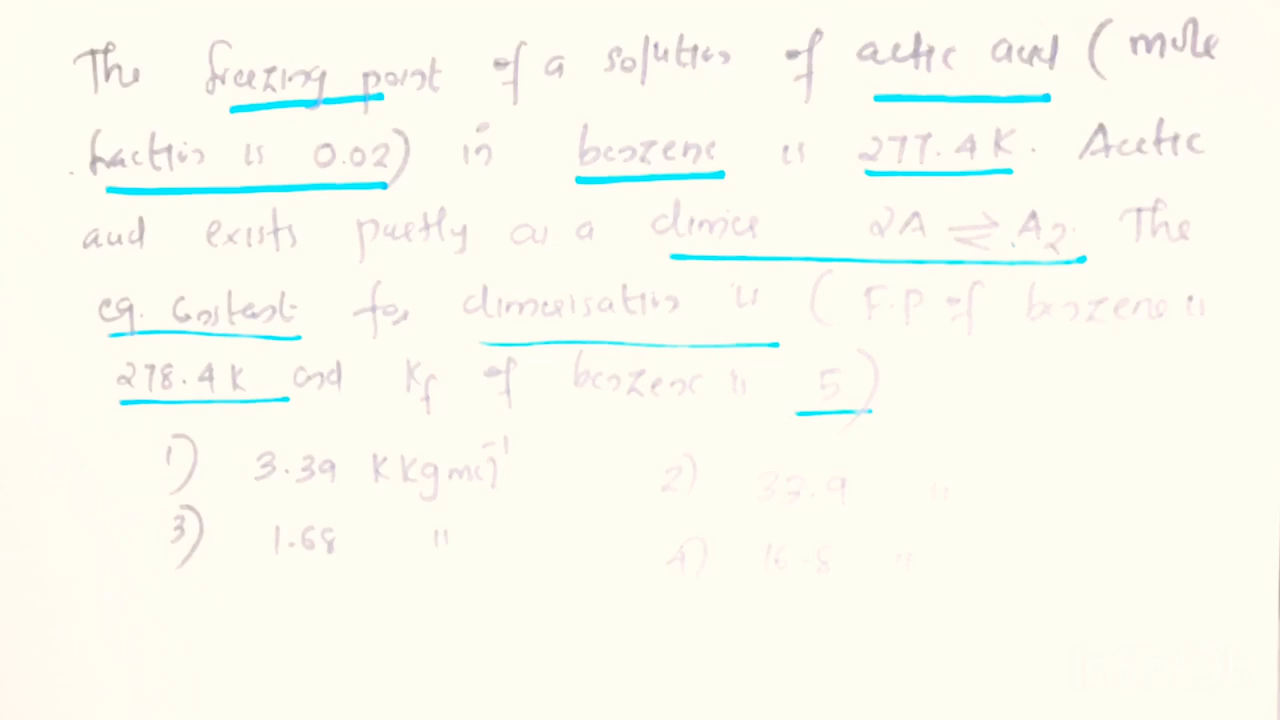 The freezing point of a solution of acetic acid ( mole
fraction is 0.02) in benzene is 277.4 K. Acetic
acid exists partly as a dimer 2A ⇌ A2. The
eq. Constant for dimerisation is ( F.P of benzene is
278.4 K and Kf of benzene is 5 )
1) 3.39 K Kg mol-1 2) 33.9 "
3) 1.68 " 4) 16.8 "